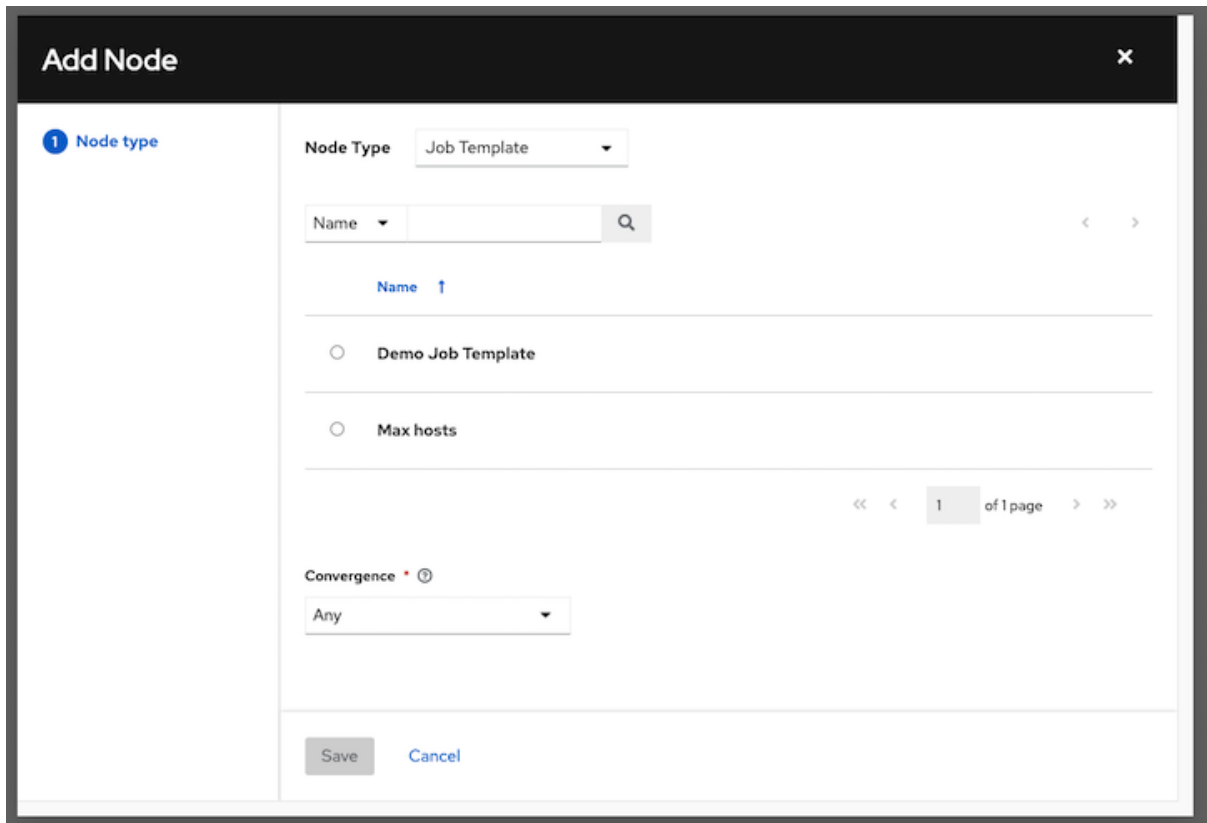 Add Node
1 Node type
Node Type Job Template
Name
Name
Demo Job Template
Max hosts
1 of 1 page
Convergence *
Any
Save Cancel